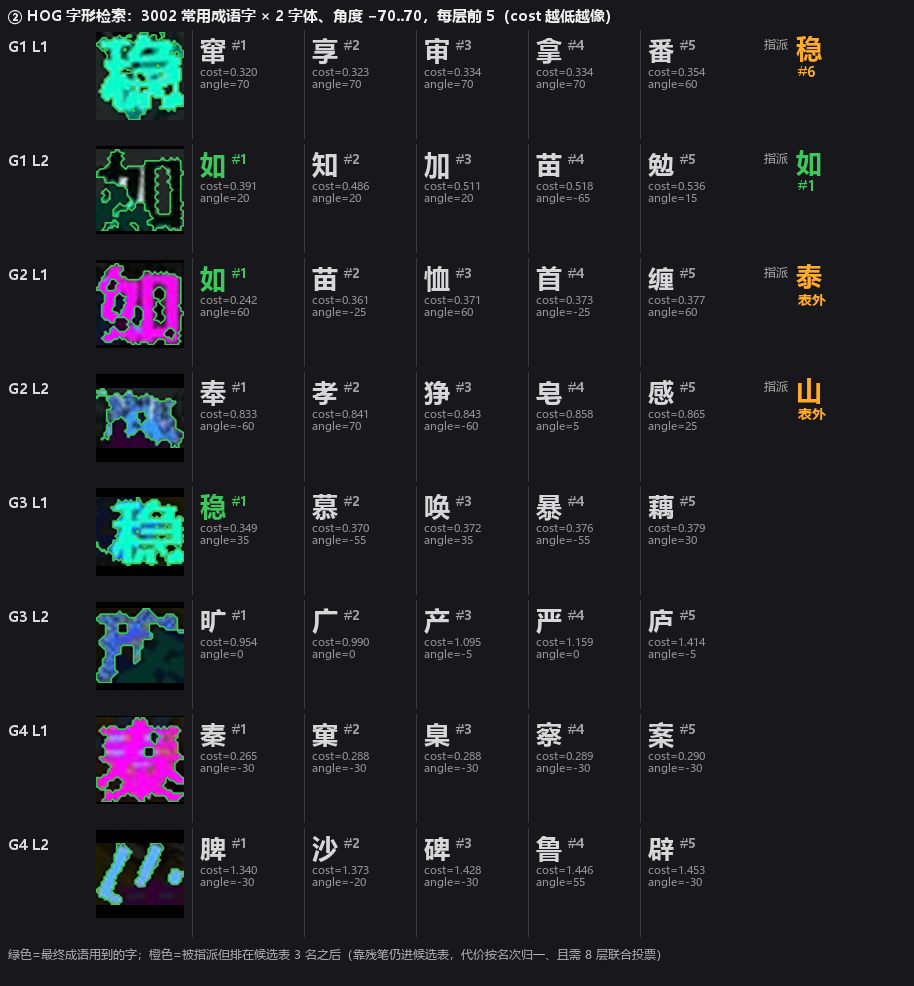 ② HOG 字形检索：3002 常用成语字 × 2 字体、角度 −70..70，每层前 5（cost 越低越像）
G1 L1 窜 #1 享 #2 审 #3 拿 #4 番 #5 指派 稳
cost=0.320 cost=0.323 cost=0.334 cost=0.334 cost=0.354 #6
angle=70 angle=70 angle=70 angle=70 angle=60
G1 L2 如 #1 知 #2 加 #3 苗 #4 勉 #5 指派 如
cost=0.391 cost=0.486 cost=0.511 cost=0.518 cost=0.536 #1
angle=20 angle=20 angle=20 angle=-65 angle=15
G2 L1 如 #1 苗 #2 恤 #3 首 #4 缠 #5 指派 泰
cost=0.242 cost=0.361 cost=0.371 cost=0.373 cost=0.377 表外
angle=60 angle=-25 angle=60 angle=-25 angle=60
G2 L2 奉 #1 孝 #2 狰 #3 皂 #4 感 #5 指派 山
cost=0.833 cost=0.841 cost=0.843 cost=0.858 cost=0.865 表外
angle=-60 angle=70 angle=-60 angle=5 angle=25
G3 L1 稳 #1 慕 #2 唤 #3 暴 #4 藕 #5
cost=0.349 cost=0.370 cost=0.372 cost=0.376 cost=0.379
angle=35 angle=-55 angle=35 angle=-55 angle=30
G3 L2 旷 #1 广 #2 产 #3 严 #4 庐 #5
cost=0.954 cost=0.990 cost=1.095 cost=1.159 cost=1.414
angle=0 angle=0 angle=-5 angle=0 angle=-5
G4 L1 秦 #1 窠 #2 臬 #3 察 #4 案 #5
cost=0.265 cost=0.288 cost=0.288 cost=0.289 cost=0.290
angle=-30 angle=-30 angle=-30 angle=-30 angle=-30
G4 L2 脾 #1 沙 #2 碑 #3 鲁 #4 辟 #5
cost=1.340 cost=1.373 cost=1.428 cost=1.446 cost=1.453
angle=-30 angle=-20 angle=-30 angle=55 angle=-30
绿色=最终成语用到的字；橙色=被指派但排在候选表 3 名之后（靠残笔仍进候选表，代价按名次归一、且需 8 层联合投票）